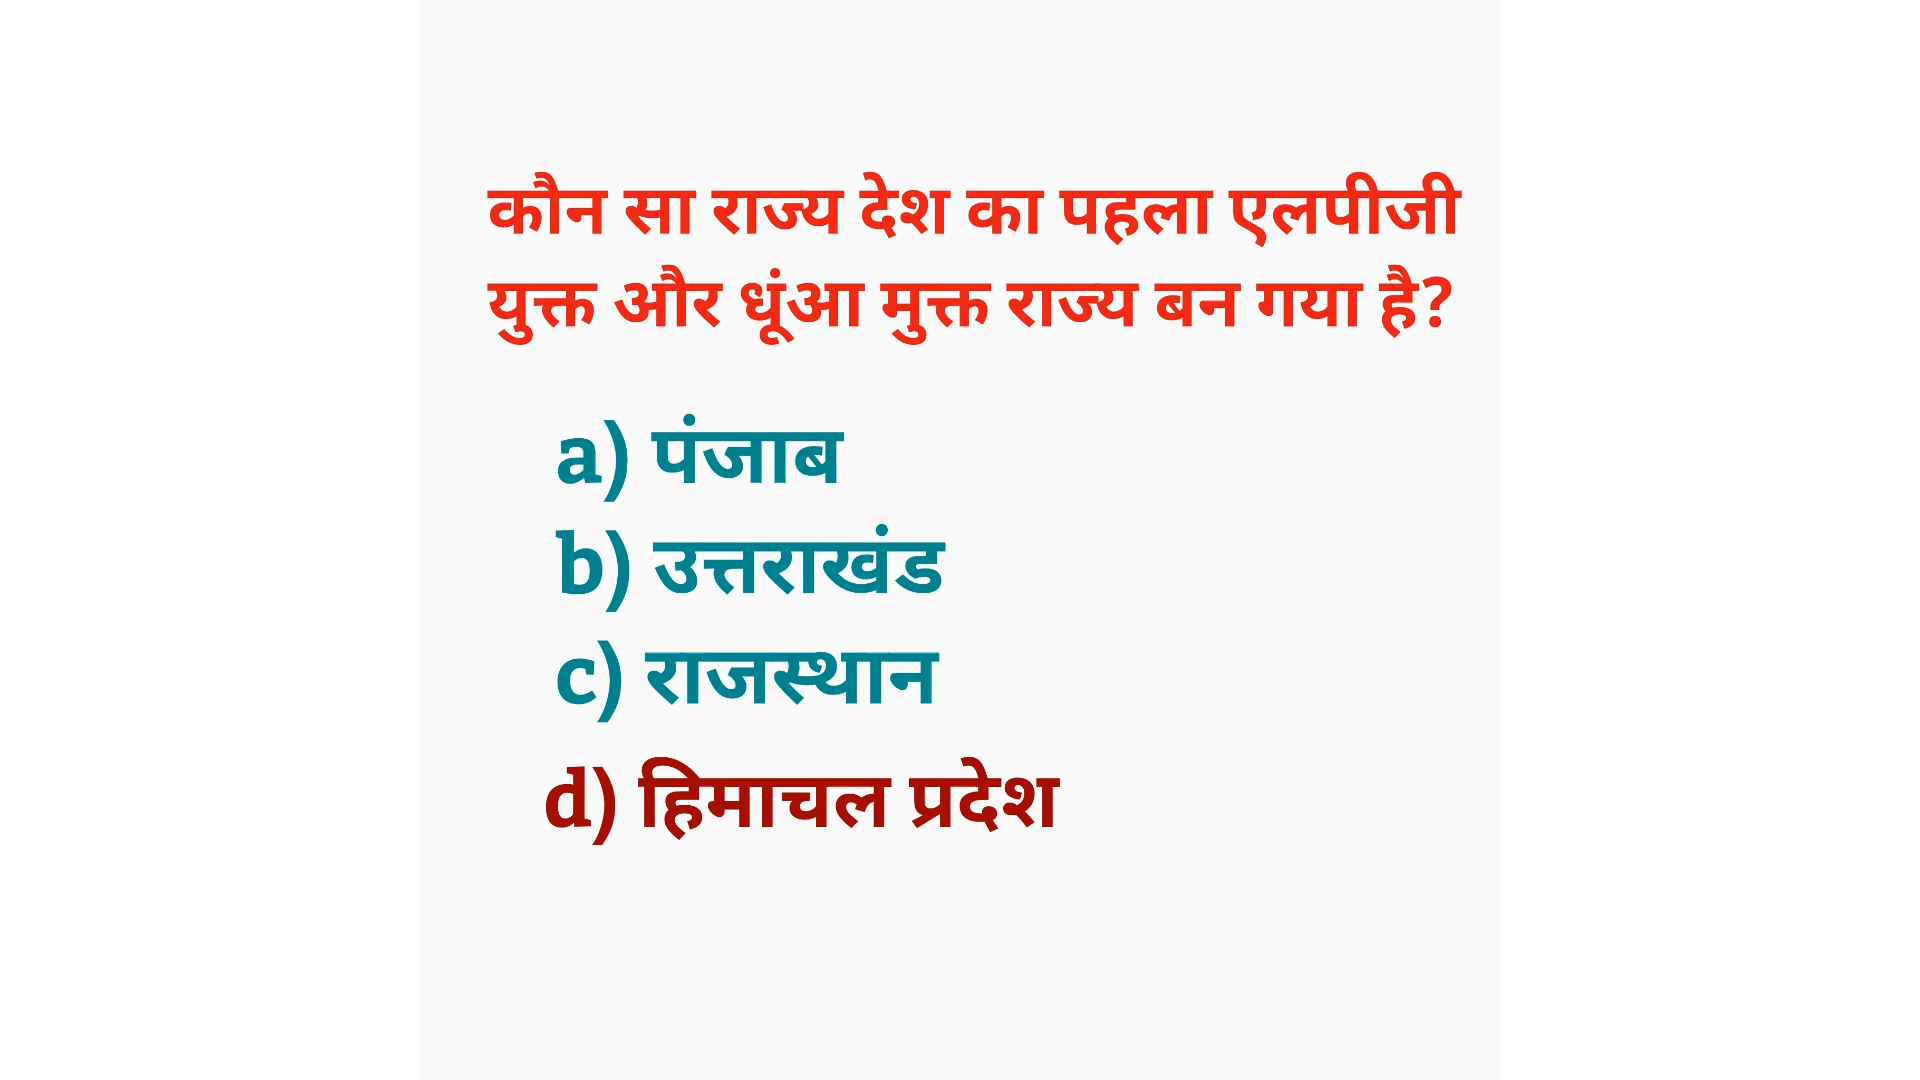 कौन सा राज्य देश का पहला एलपीजी
युक्त और धूंआ मुक्त राज्य बन गया है?
a) पंजाब
b) उत्तराखंड
c) राजस्थान
d) हिमाचल प्रदेश